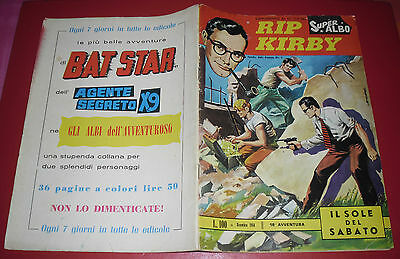 Ogni 7 giorni in tutte le edicole
le più belle avventure
di
BAT STAR
dell'
AGENTE
SEGRETO X9
ne
GLI ALBI dell'AVVENTUROSO
una stupenda collana per
due splendidi personaggi
36 pagine a colori lire 50
NON LO DIMENTICATE!
Ogni 7 giorni in tutte le edicole
SUPER ALBO
RIP
KIRBY
L. 100
10ª AVVENTURA
IL SOLE
DEL
SABATO